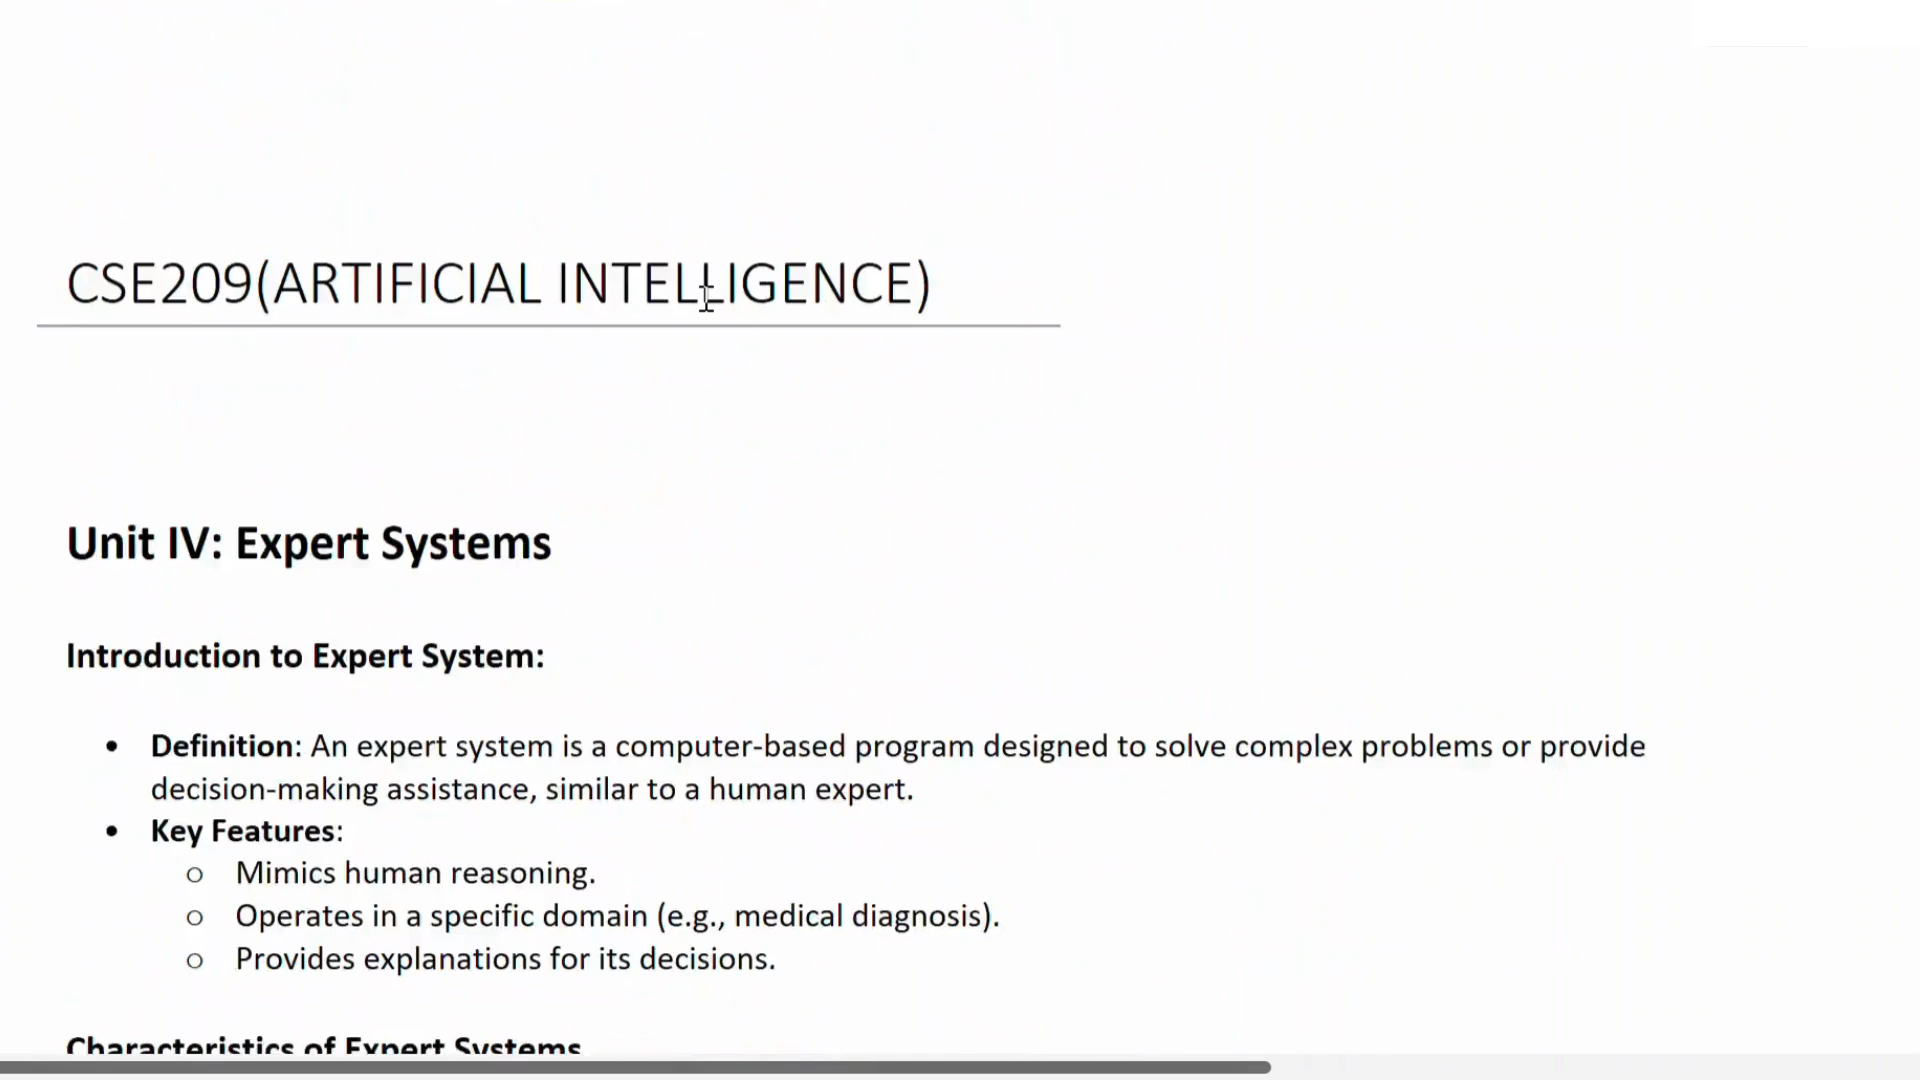 CSE209(ARTIFICIAL INTELLIGENCE)
Unit IV: Expert Systems
Introduction to Expert System:
• Definition: An expert system is a computer-based program designed to solve complex problems or provide
decision-making assistance, similar to a human expert.
• Key Features:
o Mimics human reasoning.
o Operates in a specific domain (e.g., medical diagnosis).
o Provides explanations for its decisions.
Characteristics of Expert Systems